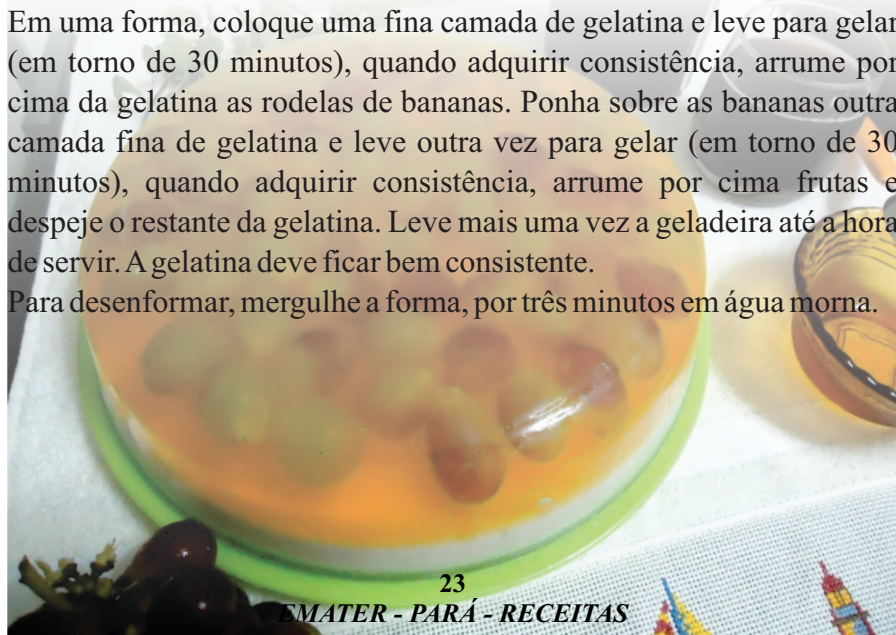 Em uma forma, coloque uma fina camada de gelatina e leve para gelar
(em torno de 30 minutos), quando adquirir consistência, arrume por
cima da gelatina as rodelas de bananas. Ponha sobre as bananas outra
camada fina de gelatina e leve outra vez para gelar (em torno de 30
minutos), quando adquirir consistência, arrume por cima frutas e
despeje o restante da gelatina. Leve mais uma vez a geladeira até a hora
de servir. A gelatina deve ficar bem consistente.
Para desenformar, mergulhe a forma, por três minutos em água morna.
23
EMATER - PARÁ - RECEITAS